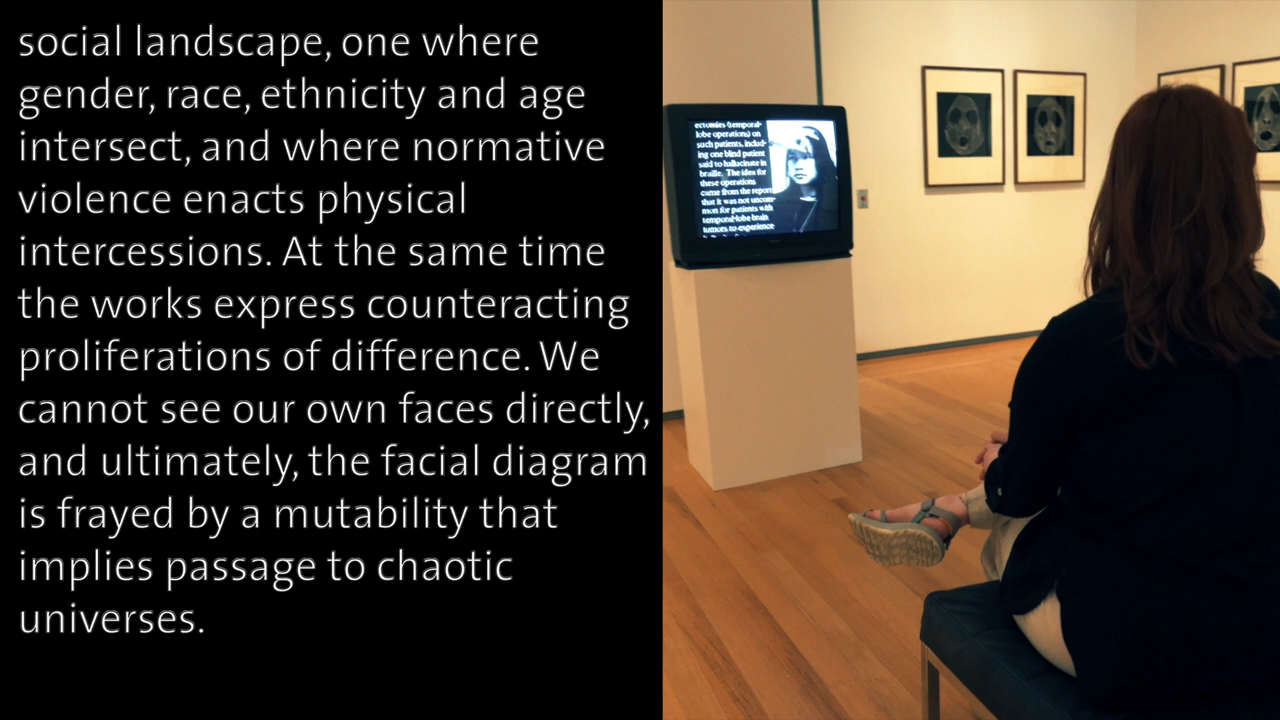 social landscape, one where
gender, race, ethnicity and age
intersect, and where normative
violence enacts physical
intercessions. At the same time
the works express counteracting
proliferations of difference. We
cannot see our own faces directly,
and ultimately, the facial diagram
is frayed by a mutability that
implies passage to chaotic
universes.
ectomies (temporal-
lobe operations) on
such patients, includ-
ing one blind patient
said to hallucinate in
braille. The idea for
these operations
came from the report
that it was not uncom-
mon for patients with
temporal-lobe brain
tumors to experience